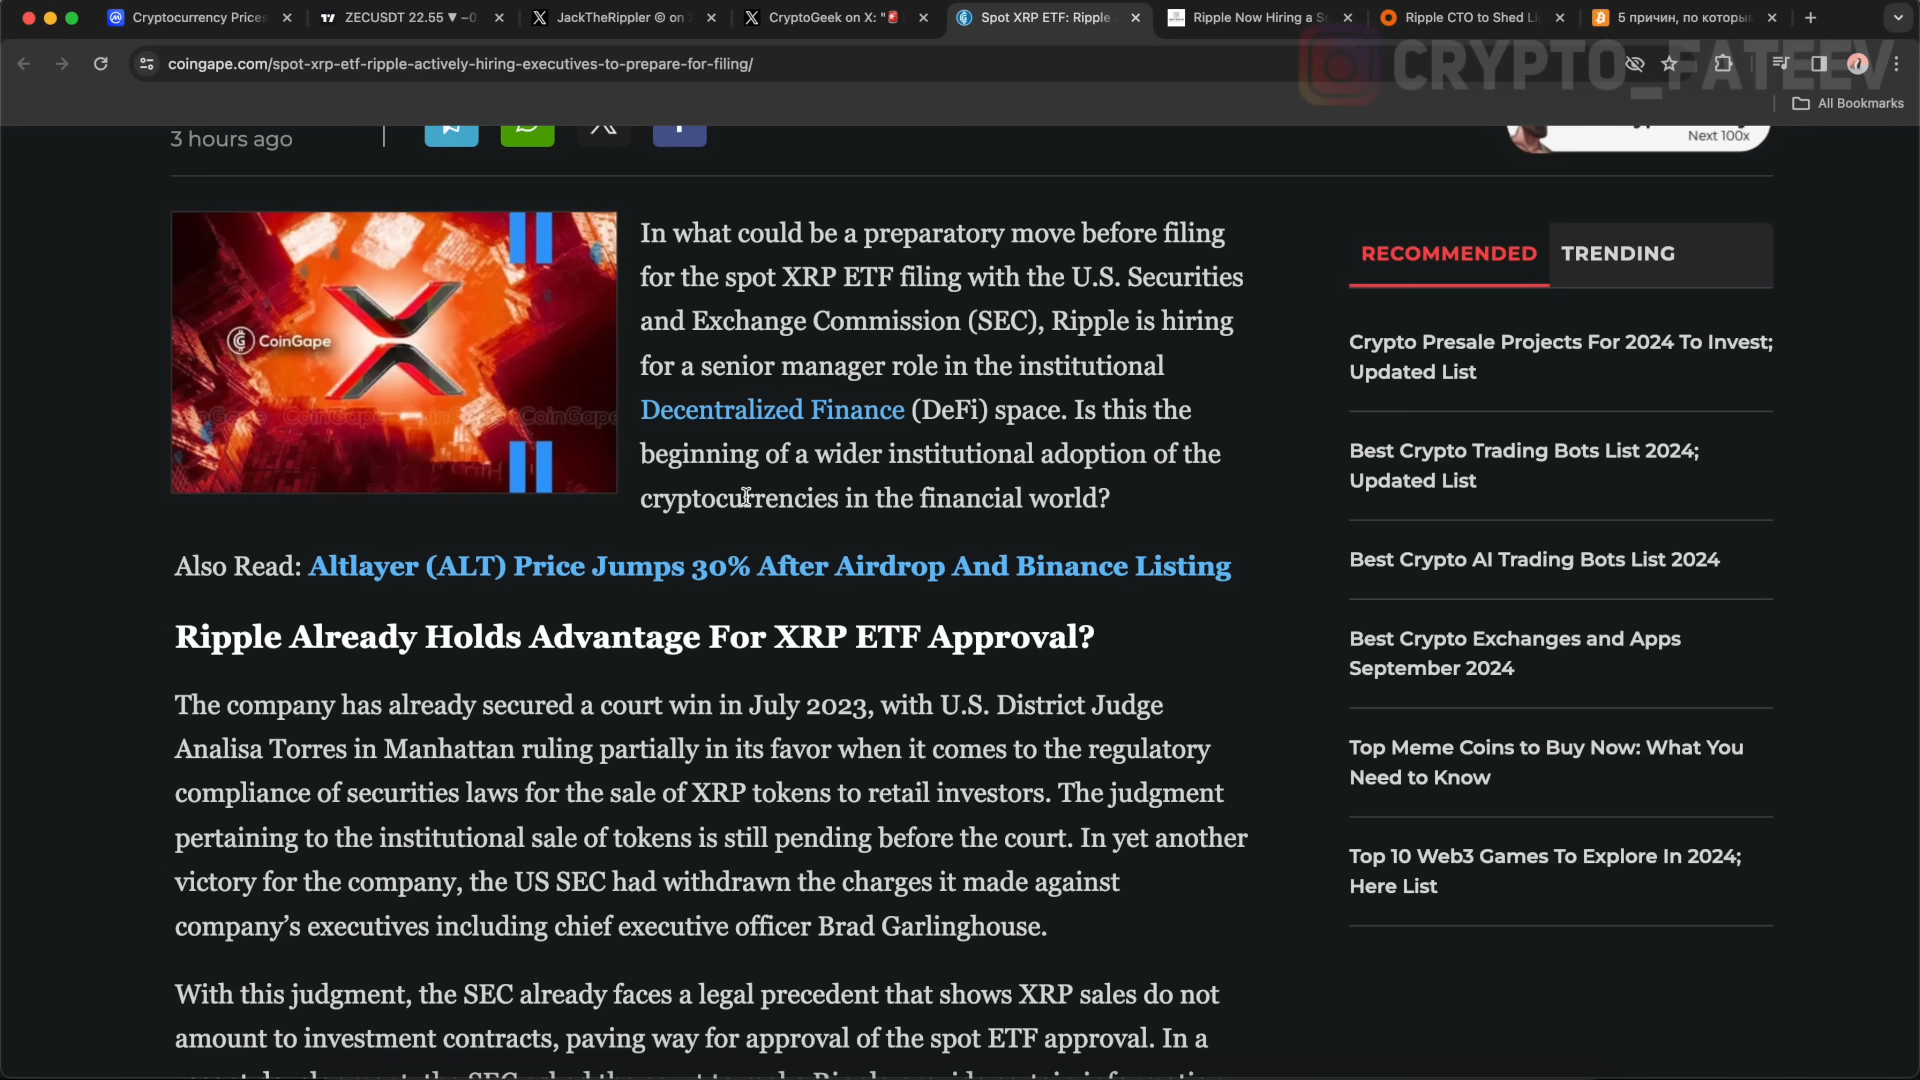 Cryptocurrency Prices
ZECUSDT 22.55 ▼ −0
JackTheRippler © on
CryptoGeek on X: "🚨
Spot XRP ETF: Ripple
Ripple Now Hiring a S
Ripple CTO to Shed Li
5 причин, по которым
coingape.com/spot-xrp-etf-ripple-actively-hiring-executives-to-prepare-for-filing/
CRYPTO_FATEEV
All Bookmarks
3 hours ago
Next 100x
CoinGape
In what could be a preparatory move before filing
for the spot XRP ETF filing with the U.S. Securities
and Exchange Commission (SEC), Ripple is hiring
for a senior manager role in the institutional
Decentralized Finance (DeFi) space. Is this the
beginning of a wider institutional adoption of the
cryptocurrencies in the financial world?
Also Read: Altlayer (ALT) Price Jumps 30% After Airdrop And Binance Listing
Ripple Already Holds Advantage For XRP ETF Approval?
The company has already secured a court win in July 2023, with U.S. District Judge
Analisa Torres in Manhattan ruling partially in its favor when it comes to the regulatory
compliance of securities laws for the sale of XRP tokens to retail investors. The judgment
pertaining to the institutional sale of tokens is still pending before the court. In yet another
victory for the company, the US SEC had withdrawn the charges it made against
company's executives including chief executive officer Brad Garlinghouse.
With this judgment, the SEC already faces a legal precedent that shows XRP sales do not
amount to investment contracts, paving way for approval of the spot ETF approval. In a
RECOMMENDED
TRENDING
Crypto Presale Projects For 2024 To Invest;
Updated List
Best Crypto Trading Bots List 2024;
Updated List
Best Crypto AI Trading Bots List 2024
Best Crypto Exchanges and Apps
September 2024
Top Meme Coins to Buy Now: What You
Need to Know
Top 10 Web3 Games To Explore In 2024;
Here List